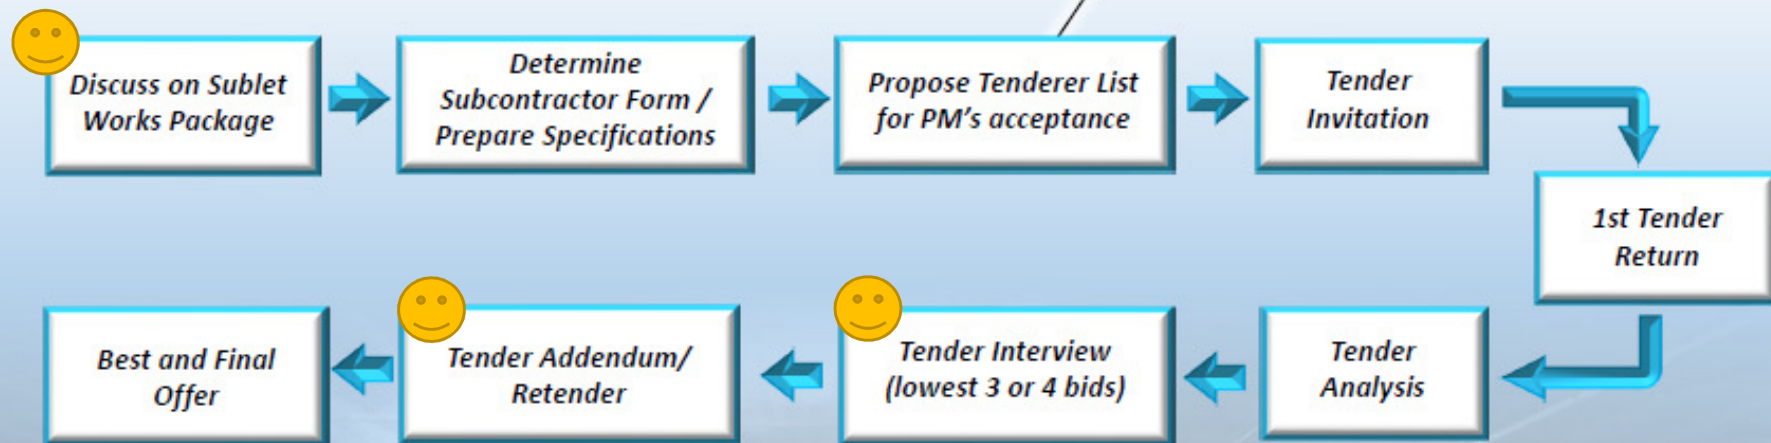 Discuss on Sublet
Works Package
Determine
Subcontractor Form /
Prepare Specifications
Propose Tenderer List
for PM’s acceptance
Tender
Invitation
1st Tender
Return
Tender
Analysis
Tender Interview
(lowest 3 or 4 bids)
Tender Addendum/
Retender
Best and Final
Offer